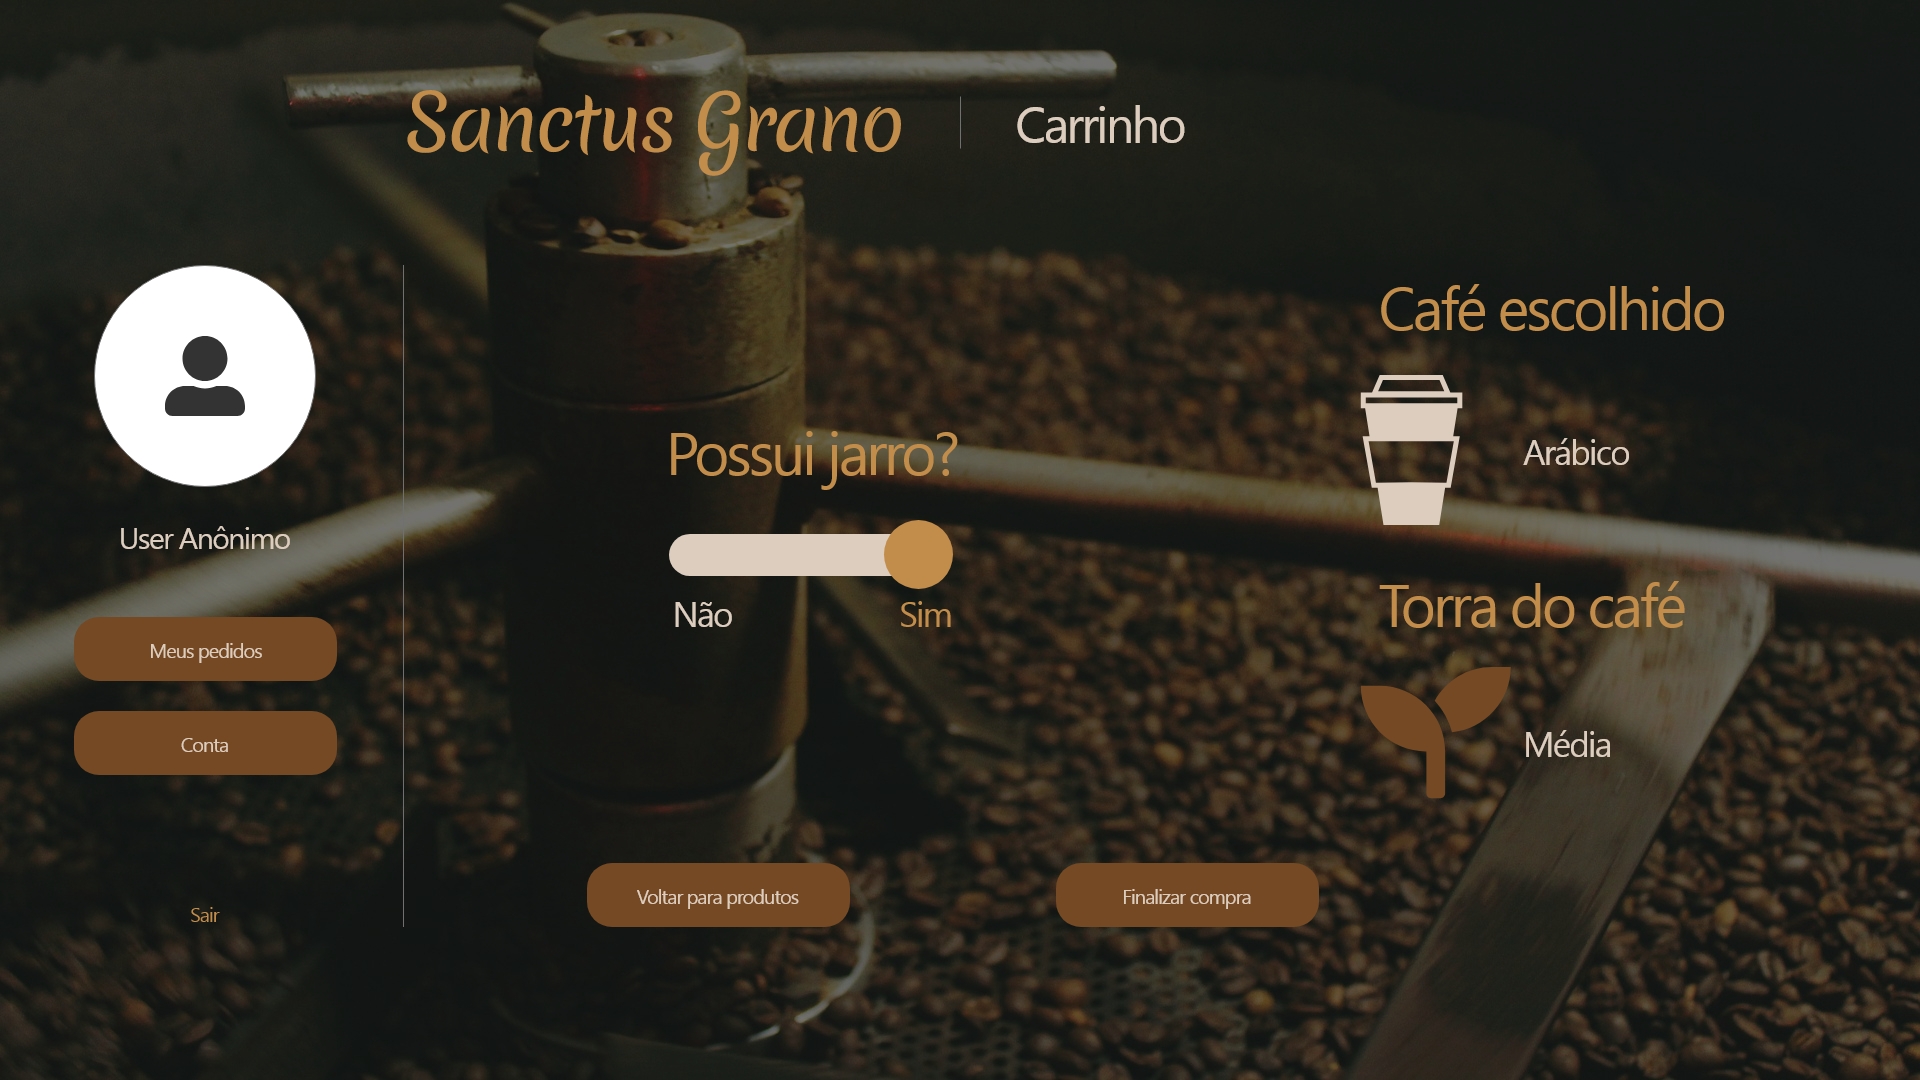 Sanctus Grano
Carrinho
User Anônimo
Meus pedidos
Conta
Sair
Possui jarro?
Não
Sim
Café escolhido
Arábico
Torra do café
Média
Voltar para produtos
Finalizar compra